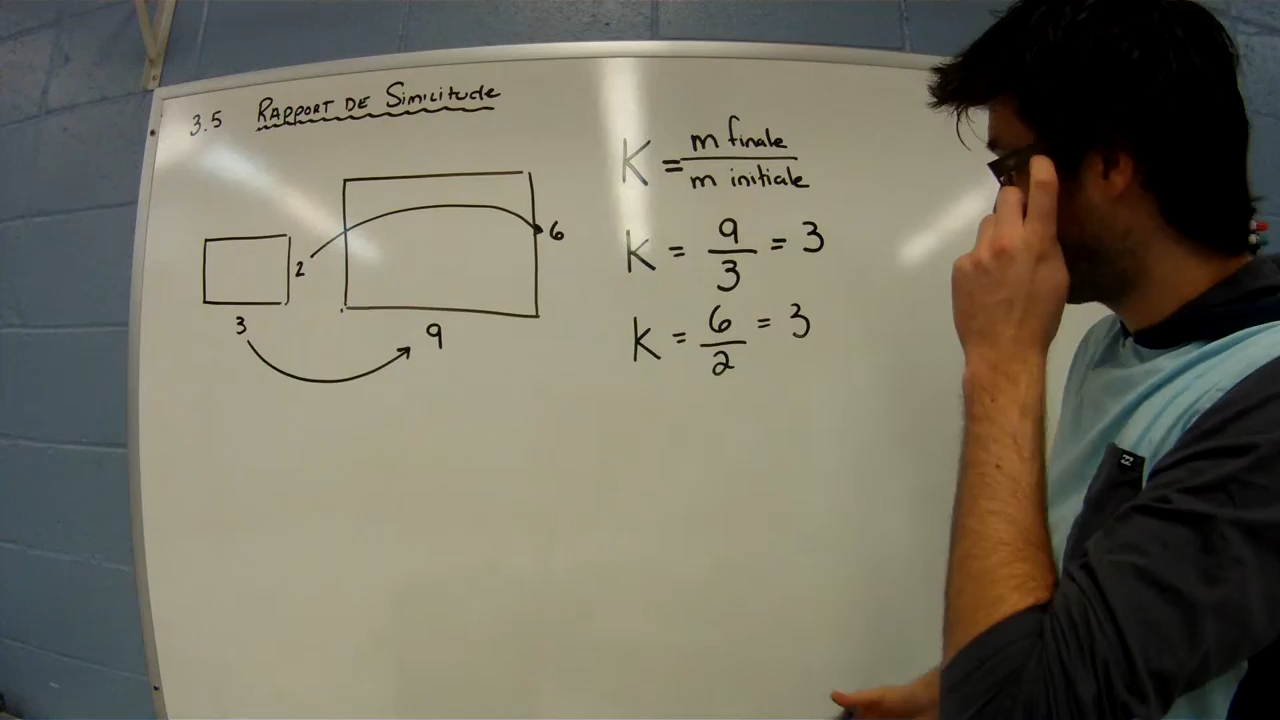 3.5 RAPPORT DE Similitude
2
6
3
9
K = m finale / m initiale
K = 9/3 = 3
K = 6/2 = 3